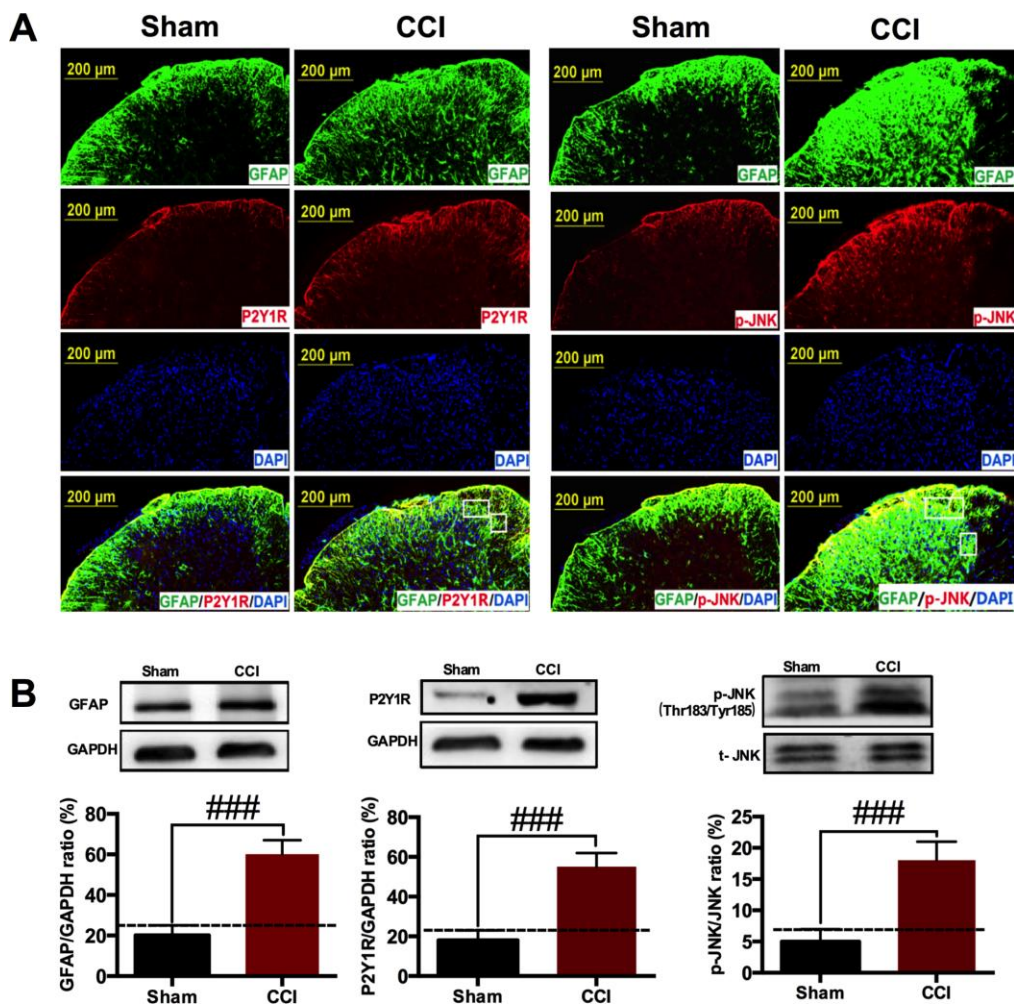 A
Sham CCI Sham CCI
200 µm 200 µm 200 µm 200 µm
GFAP GFAP GFAP GFAP
200 µm 200 µm 200 µm 200 µm
P2Y1R P2Y1R p-JNK p-JNK
200 µm 200 µm 200 µm 200 µm
DAPI DAPI DAPI DAPI
200 µm 200 µm 200 µm 200 µm
GFAP/P2Y1R/DAPI GFAP/P2Y1R/DAPI GFAP/p-JNK/DAPI GFAP/p-JNK/DAPI
B
Sham CCI
GFAP
GAPDH
GFAP/GAPDH ratio (%)
80
60
40
20
0
###
Sham CCI
Sham CCI
P2Y1R
GAPDH
P2Y1R/GAPDH ratio (%)
80
60
40
20
0
###
Sham CCI
Sham CCI
p-JNK
(Thr183/Tyr185)
t- JNK
p-JNK/JNK ratio (%)
25
20
15
10
5
0
###
Sham CCI